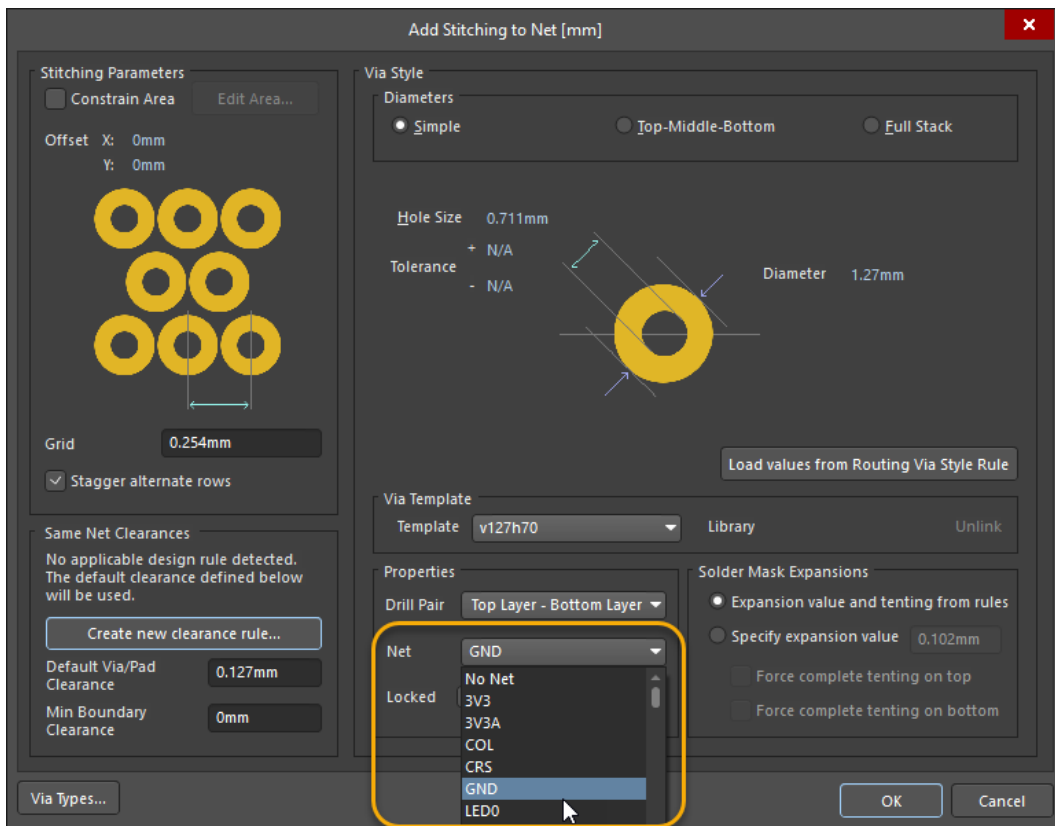 Add Stitching to Net [mm]
Stitching Parameters
Constrain Area
Edit Area...
Offset X: 0mm
Y: 0mm
Grid 0.254mm
Stagger alternate rows
Same Net Clearances
No applicable design rule detected.
The default clearance defined below
will be used.
Create new clearance rule...
Default Via/Pad
Clearance
0.127mm
Min Boundary
Clearance
0mm
Via Style
Diameters
Simple
Top-Middle-Bottom
Full Stack
Hole Size 0.711mm
+ N/A
Tolerance
- N/A
Diameter 1.27mm
Load values from Routing Via Style Rule
Via Template
Template v127h70
Library
Unlink
Properties
Drill Pair Top Layer - Bottom Layer
Net GND
Locked
No Net
3V3
3V3A
COL
CRS
GND
LED0
Solder Mask Expansions
Expansion value and tenting from rules
Specify expansion value 0.102mm
Force complete tenting on top
Force complete tenting on bottom
Via Types...
OK
Cancel